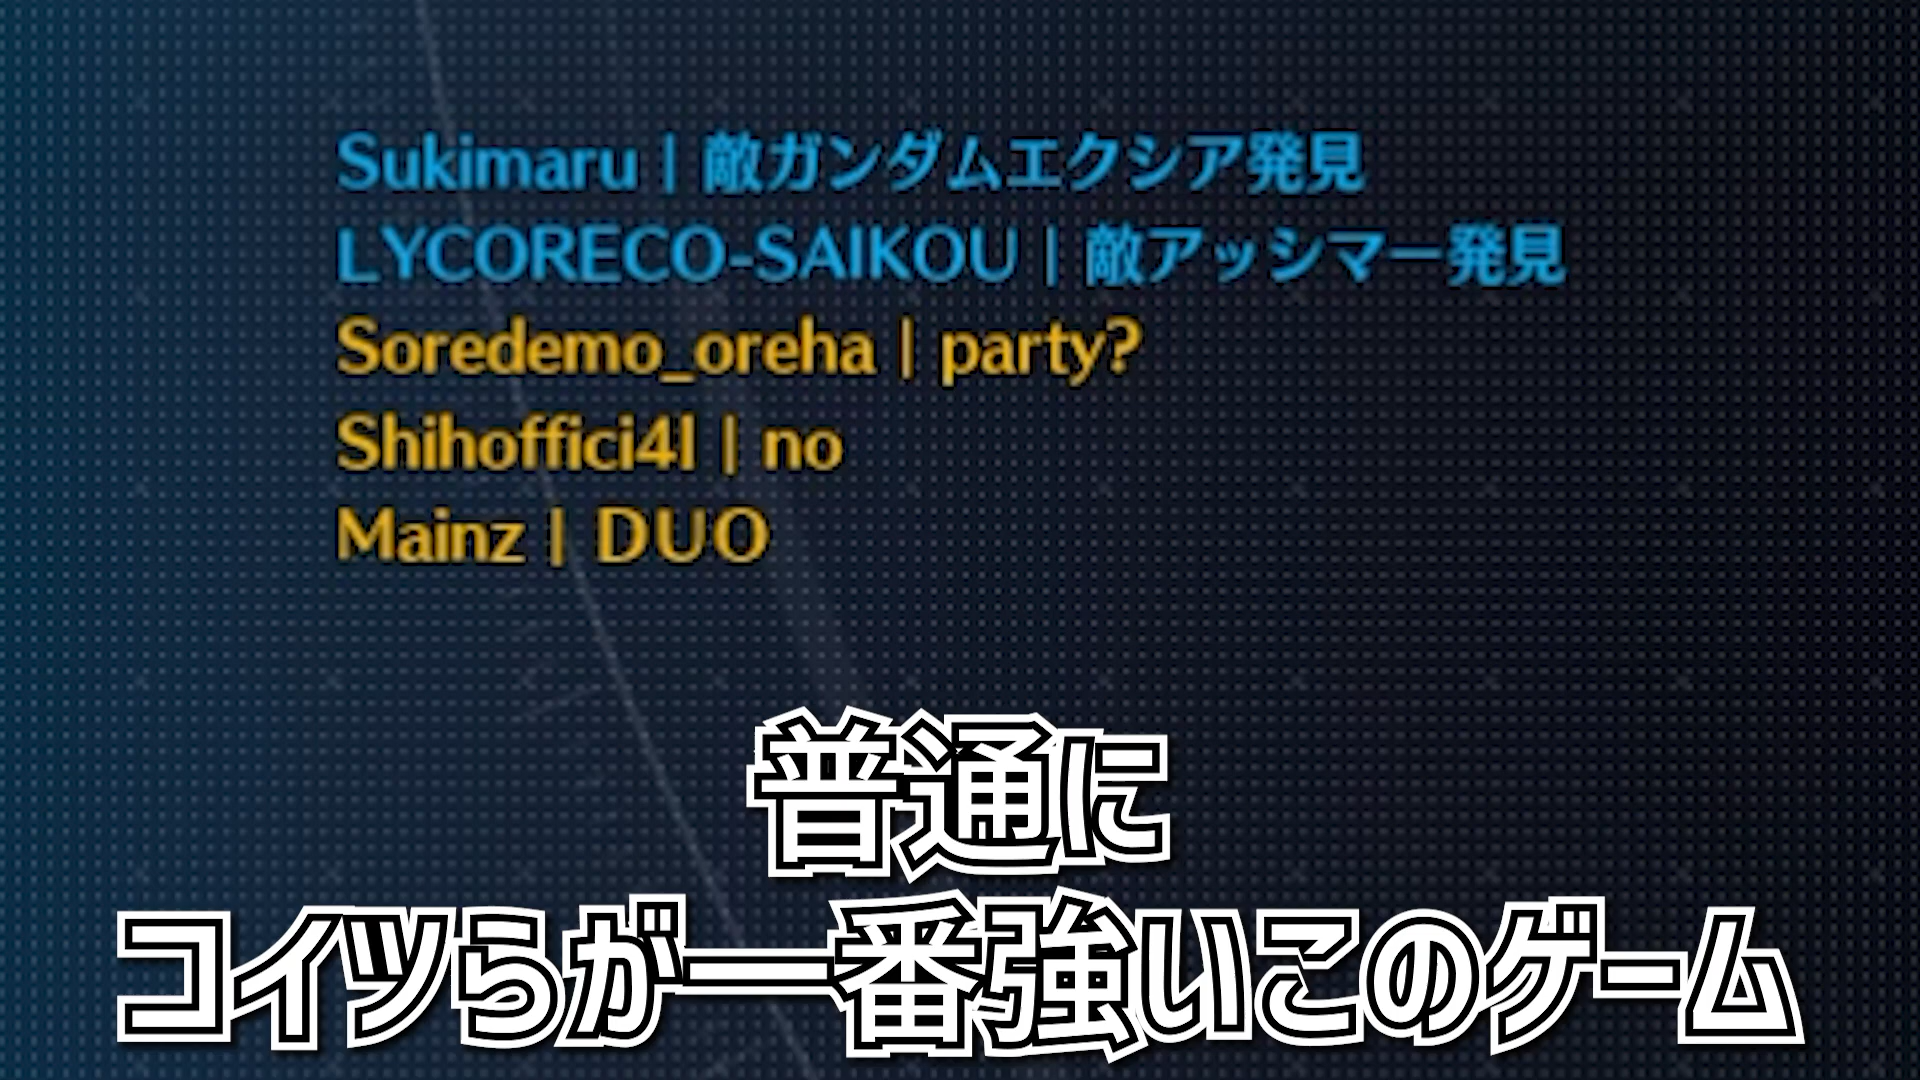 Sukimaru | 敵ガンダムエクシア発見
LYCORECO-SAIKOU | 敵アッシマー発見
Soredemo_oreha | party?
Shihoffici4l | no
Mainz | DUO
普通に
コイツらが一番強いこのゲーム